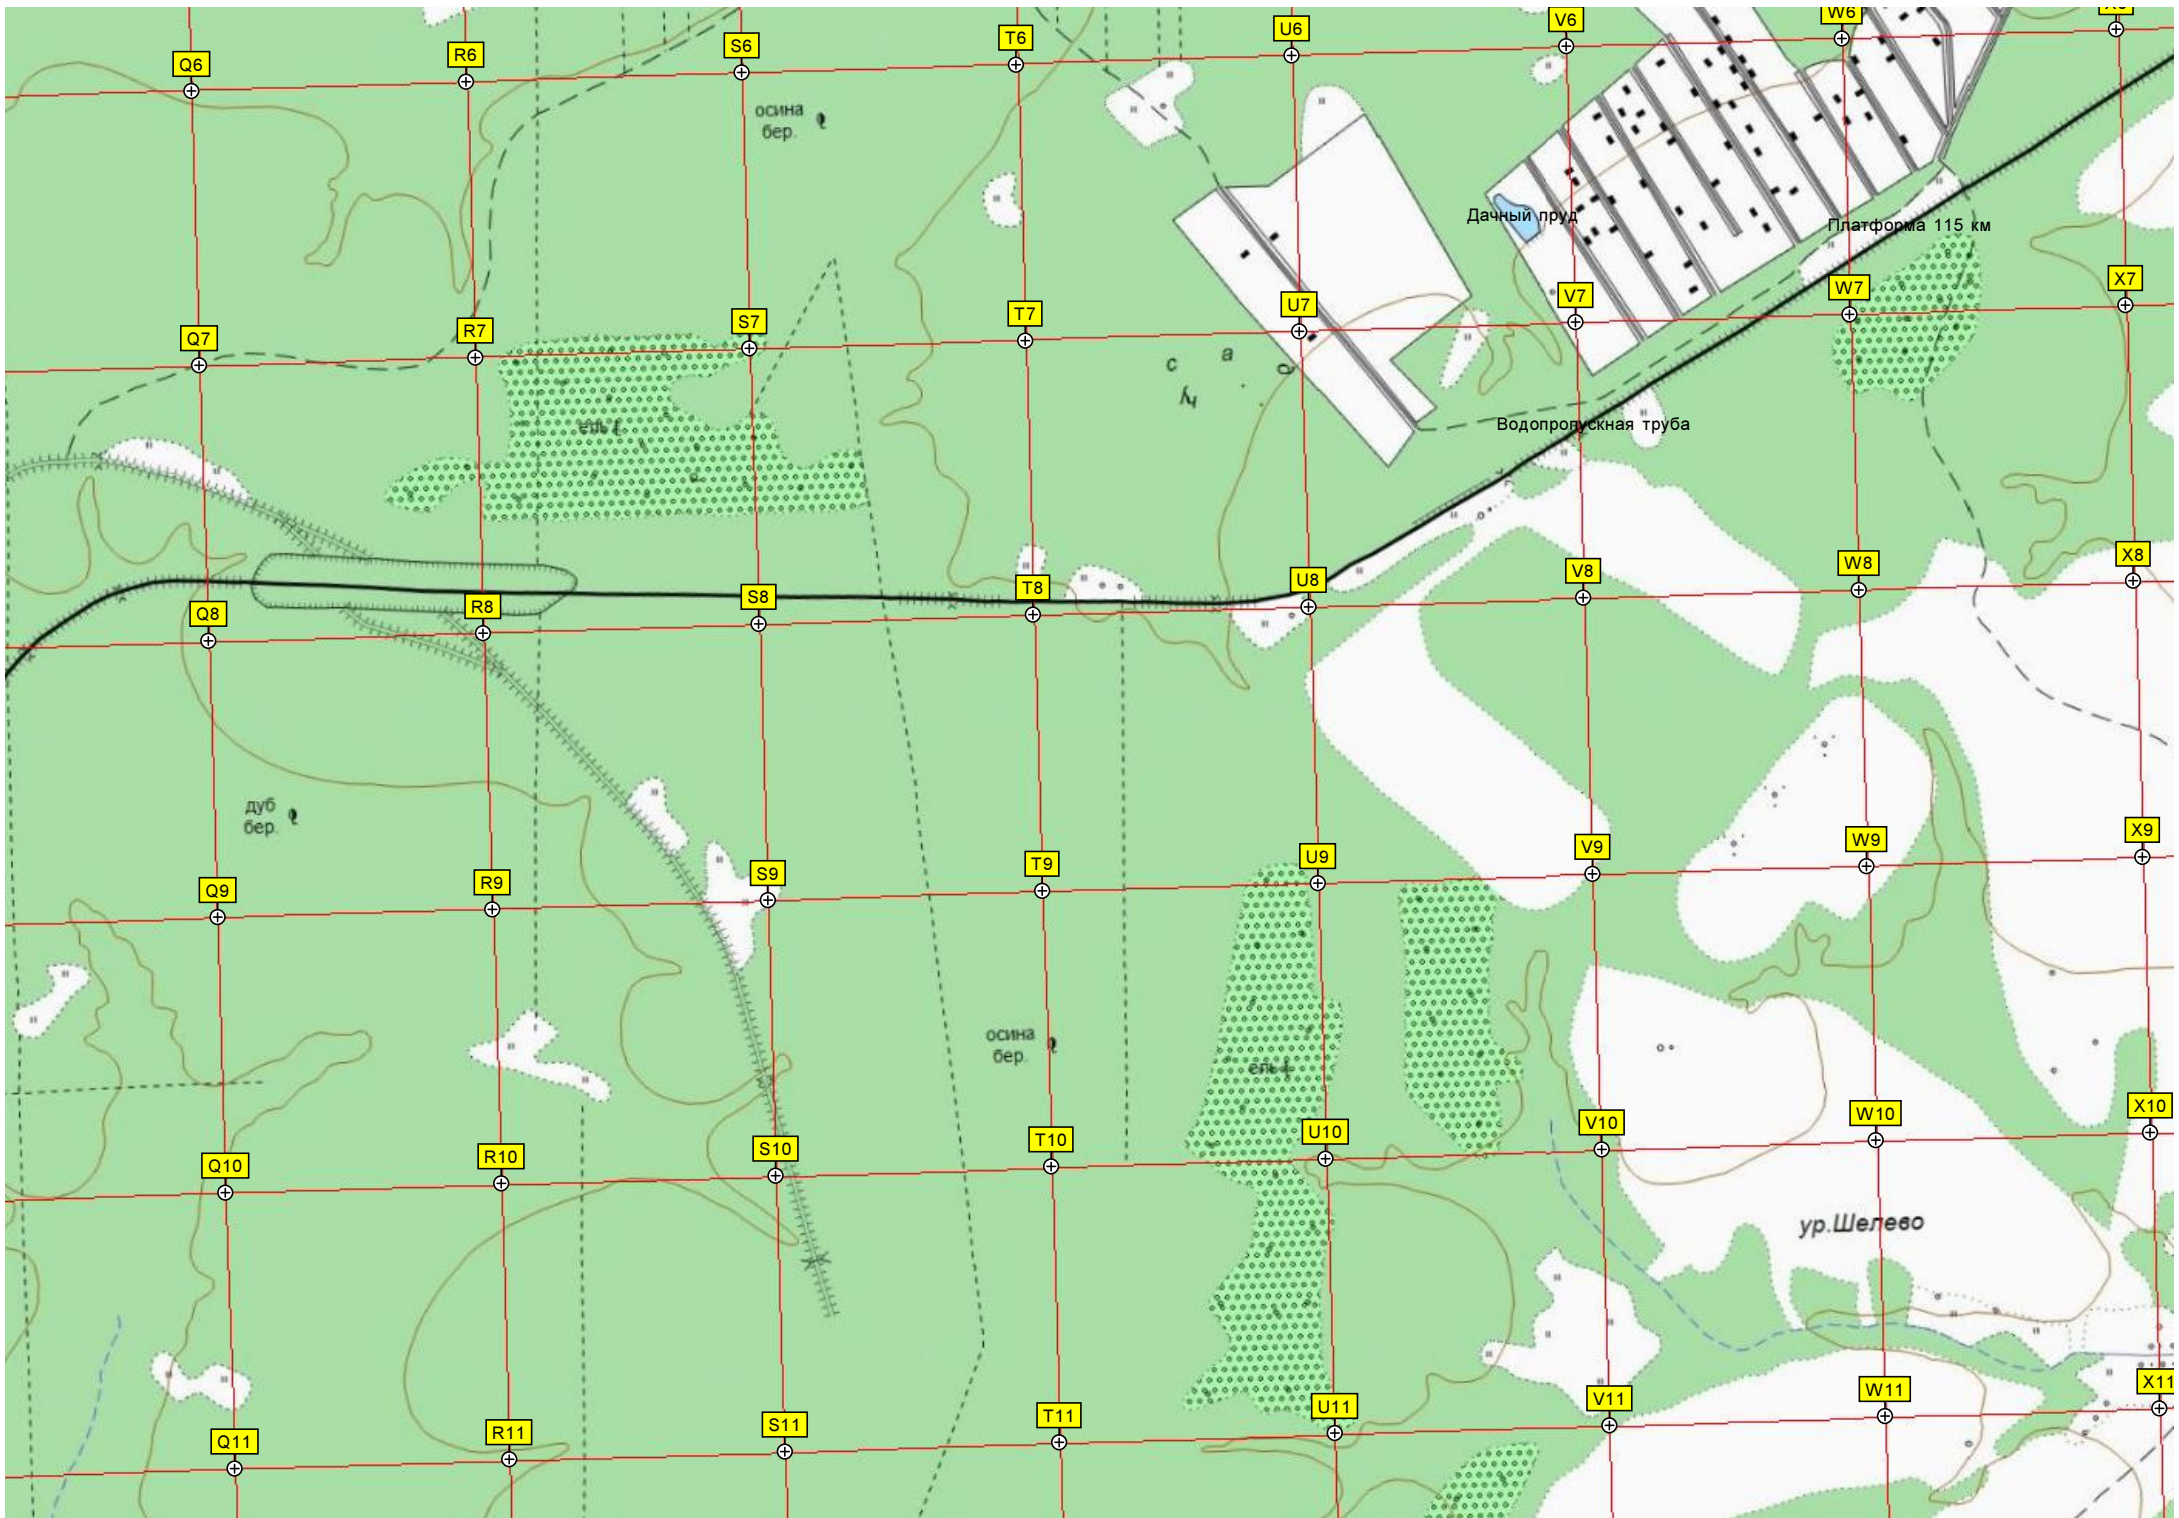 Q6
R6
S6
T6
U6
V6
W6
осина
бер.
Дачный пруд
Платформа 115 км
Q7
R7
S7
T7
U7
V7
W7
X7
с а д.
уч.
ель
Водопропускная труба
Q8
R8
S8
T8
U8
V8
W8
X8
дуб
бер.
Q9
R9
S9
T9
U9
V9
W9
X9
осина
бер.
ель
Q10
R10
S10
T10
U10
V10
W10
X10
ур.Шелево
Q11
R11
S11
T11
U11
V11
W11
X11